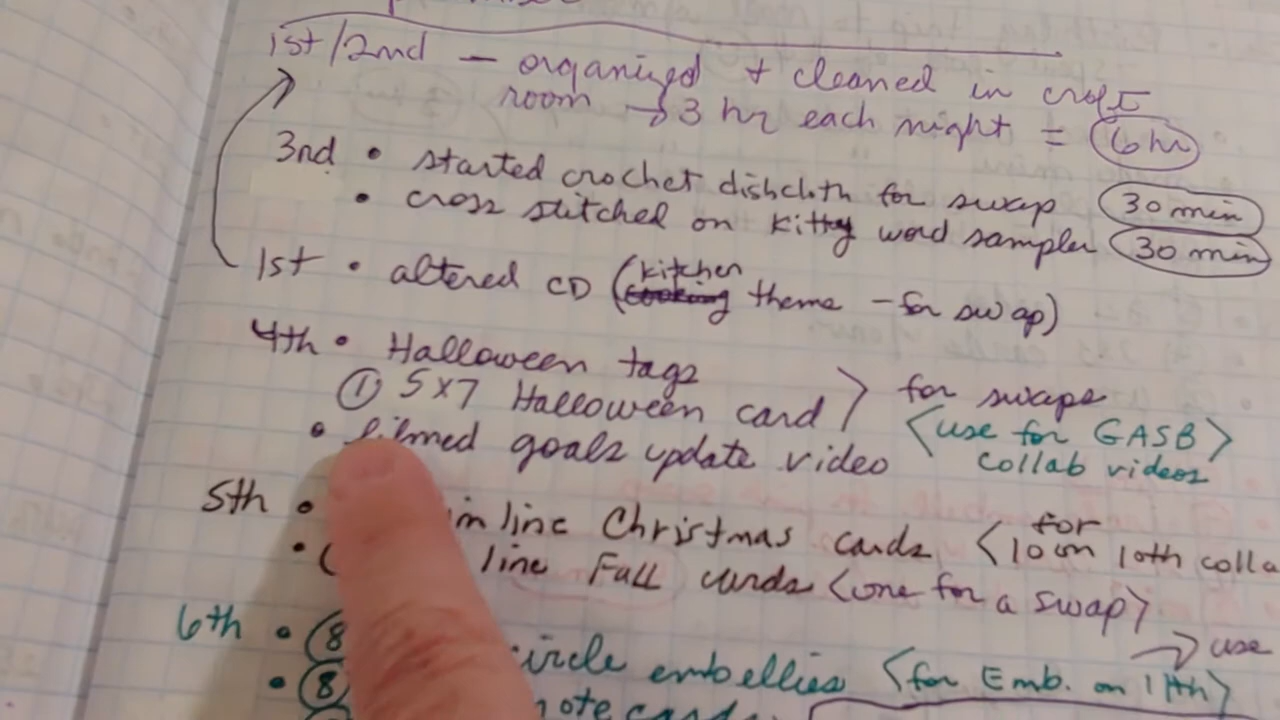 1st/2nd — organized + cleaned in craft
room → 3 hr each night = 6 hr
3nd • started crochet dishcloth for swap 30 min
• cross stitched on kitty word sampler 30 min
1st • altered CD (kitchen theme - for swap)
4th • Halloween tags
① 5x7 Halloween card > for swaps
<use for GASB>
• filmed goals update video collab videos
5th • line Christmas cards < for
10 on 10th colla
• line Fall cards <one for a swap>
use
6th • 8 circle embellies <for Emb. on 11th>
• 8 note cards